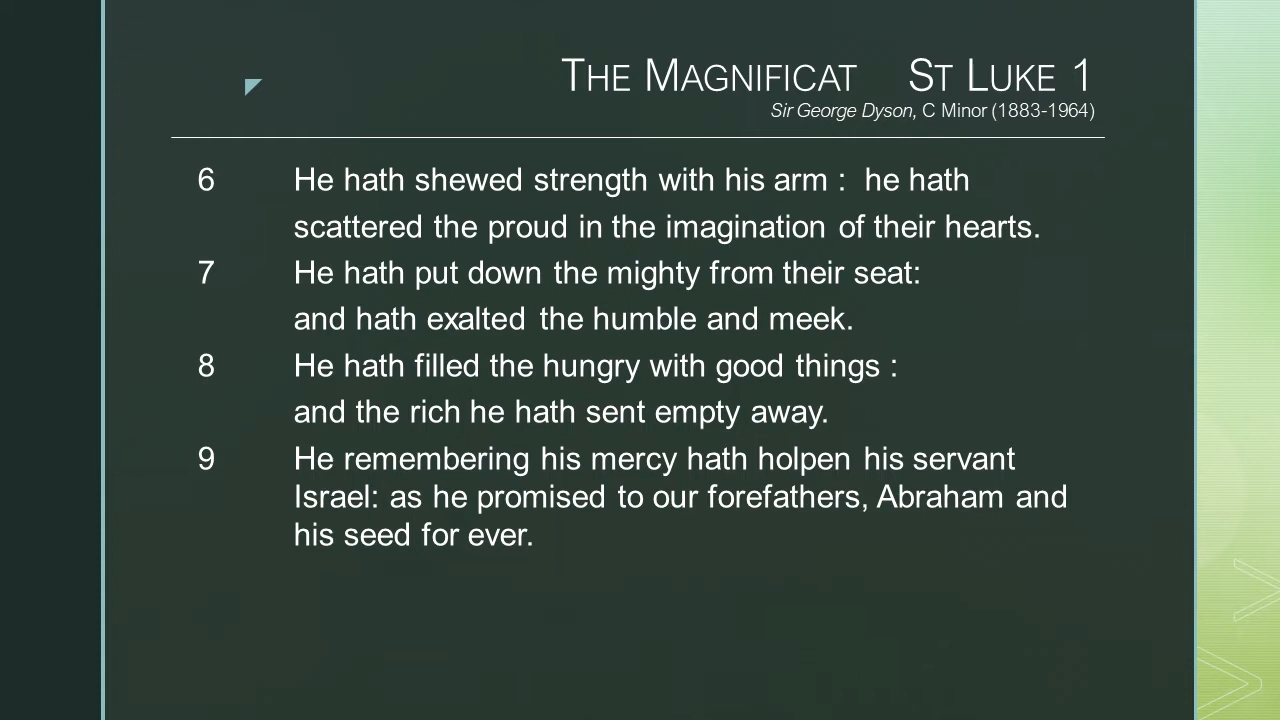 The Magnificat St Luke 1
Sir George Dyson, C Minor (1883-1964)
6 He hath shewed strength with his arm : he hath
scattered the proud in the imagination of their hearts.
7 He hath put down the mighty from their seat:
and hath exalted the humble and meek.
8 He hath filled the hungry with good things :
and the rich he hath sent empty away.
9 He remembering his mercy hath holpen his servant
Israel: as he promised to our forefathers, Abraham and
his seed for ever.